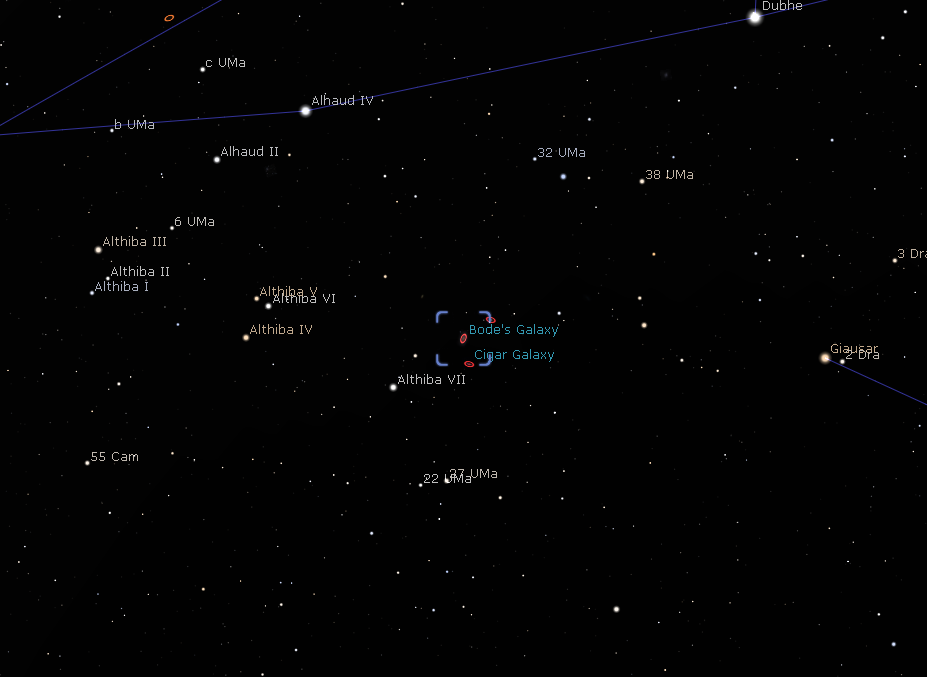 Dubhe
c UMa
Alhaud IV
b UMa
Alhaud II
32 UMa
38 UMa
6 UMa
Althiba III
3 Dra
Althiba II
Althiba I
Althiba V
Althiba VI
Althiba IV
Bode's Galaxy
Giausar
2 Dra
Cigar Galaxy
Althiba VII
55 Cam
27 UMa
22 UMa